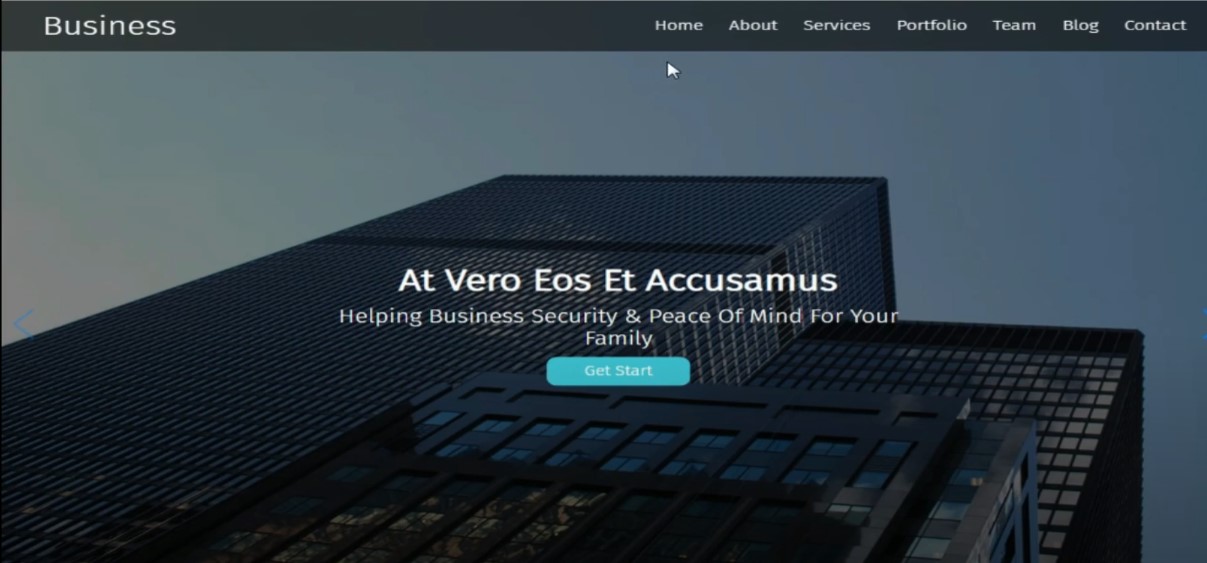 Business
Home About Services Portfolio Team Blog Contact
At Vero Eos Et Accusamus
Helping Business Security & Peace Of Mind For Your
Family
Get Start